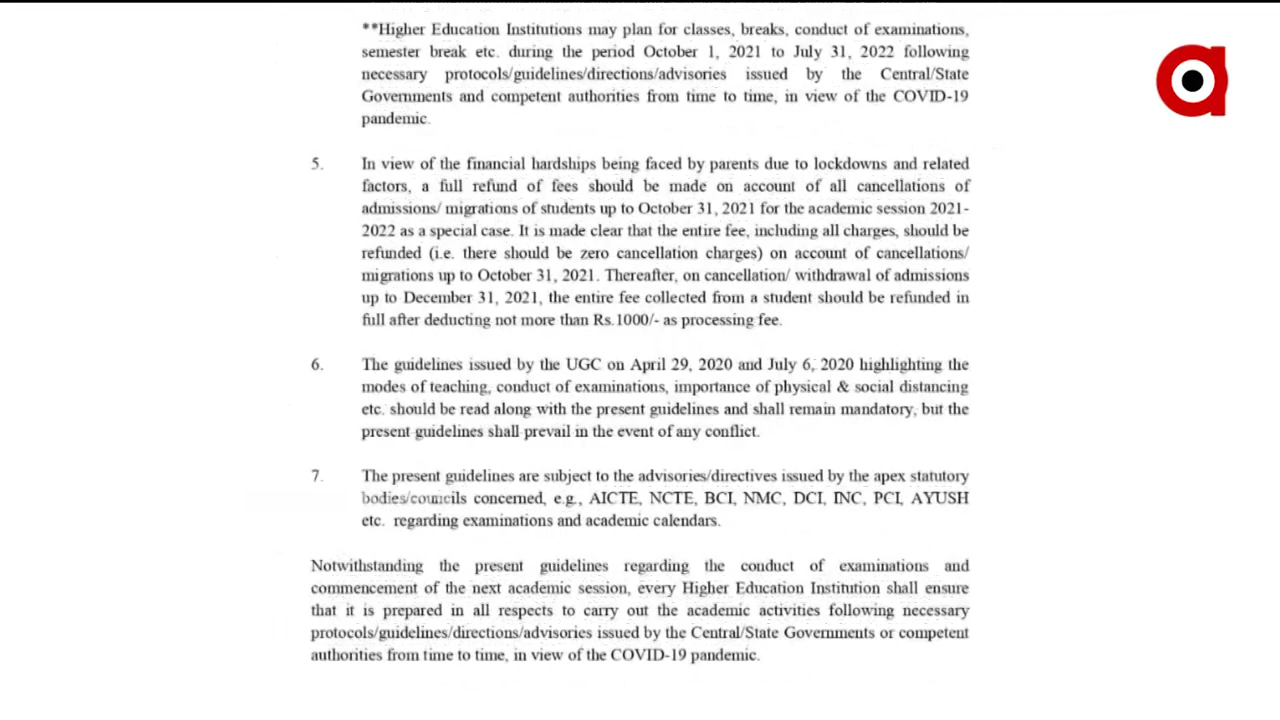 **Higher Education Institutions may plan for classes, breaks, conduct of examinations,
semester break etc. during the period October 1, 2021 to July 31, 2022 following
necessary protocols/guidelines/directions/advisories issued by the Central/State
Governments and competent authorities from time to time, in view of the COVID-19
pandemic.
5. In view of the financial hardships being faced by parents due to lockdowns and related
factors, a full refund of fees should be made on account of all cancellations of
admissions/ migrations of students up to October 31, 2021 for the academic session 2021-
2022 as a special case. It is made clear that the entire fee, including all charges, should be
refunded (i.e. there should be zero cancellation charges) on account of cancellations/
migrations up to October 31, 2021. Thereafter, on cancellation/ withdrawal of admissions
up to December 31, 2021, the entire fee collected from a student should be refunded in
full after deducting not more than Rs.1000/- as processing fee.
6. The guidelines issued by the UGC on April 29, 2020 and July 6, 2020 highlighting the
modes of teaching, conduct of examinations, importance of physical & social distancing
etc. should be read along with the present guidelines and shall remain mandatory, but the
present guidelines shall prevail in the event of any conflict.
7. The present guidelines are subject to the advisories/directives issued by the apex statutory
bodies/councils concerned, e.g., AICTE, NCTE, BCI, NMC, DCI, INC, PCI, AYUSH
etc. regarding examinations and academic calendars.
Notwithstanding the present guidelines regarding the conduct of examinations and
commencement of the next academic session, every Higher Education Institution shall ensure
that it is prepared in all respects to carry out the academic activities following necessary
protocols/guidelines/directions/advisories issued by the Central/State Governments or competent
authorities from time to time, in view of the COVID-19 pandemic.